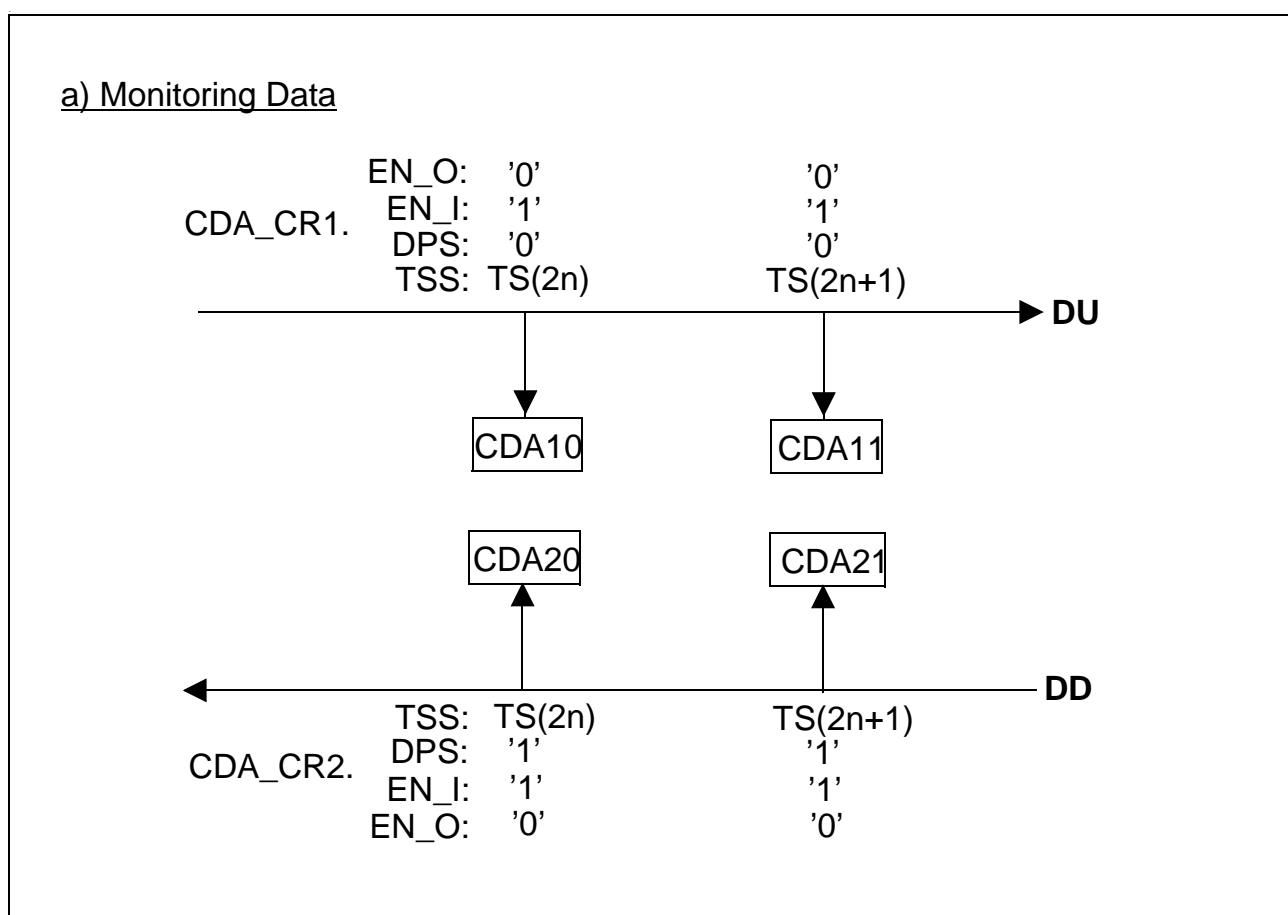 a) Monitoring Data
EN_O: ’0’ ’0’
CDA_CR1. EN_I: ’1’ ’1’
DPS: ’0’ ’0’
TSS: TS(2n) TS(2n+1)
DU
CDA10 CDA11
CDA20 CDA21
DD
TSS: TS(2n) TS(2n+1)
CDA_CR2. DPS: ’1’ ’1’
EN_I: ’1’ ’1’
EN_O: ’0’ ’0’